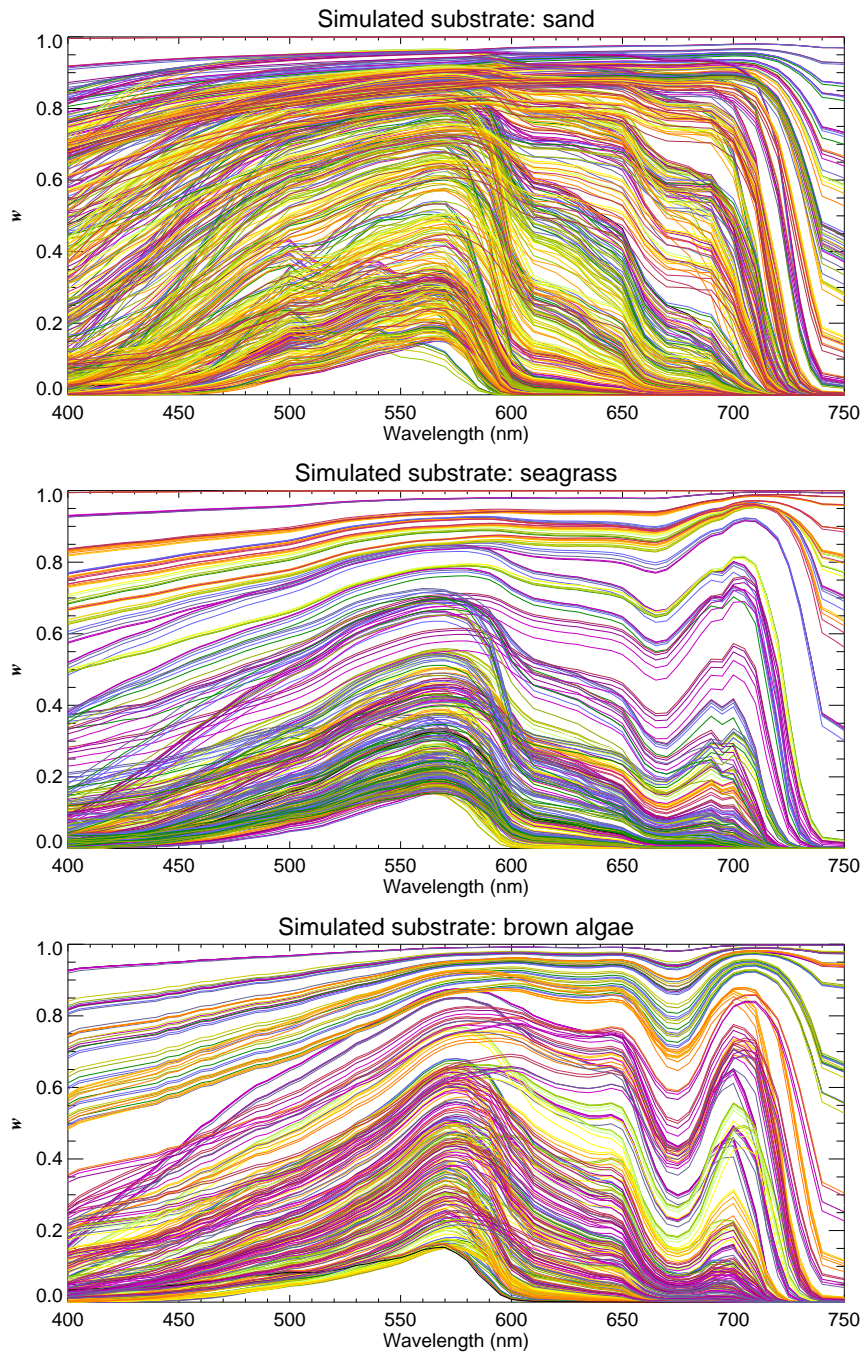 Simulated substrate: sand
1.0
0.8
0.6
w
0.4
0.2
0.0
400 450 500 550 600 650 700 750
Wavelength (nm)
Simulated substrate: seagrass
1.0
0.8
0.6
w
0.4
0.2
0.0
400 450 500 550 600 650 700 750
Wavelength (nm)
Simulated substrate: brown algae
1.0
0.8
0.6
w
0.4
0.2
0.0
400 450 500 550 600 650 700 750
Wavelength (nm)